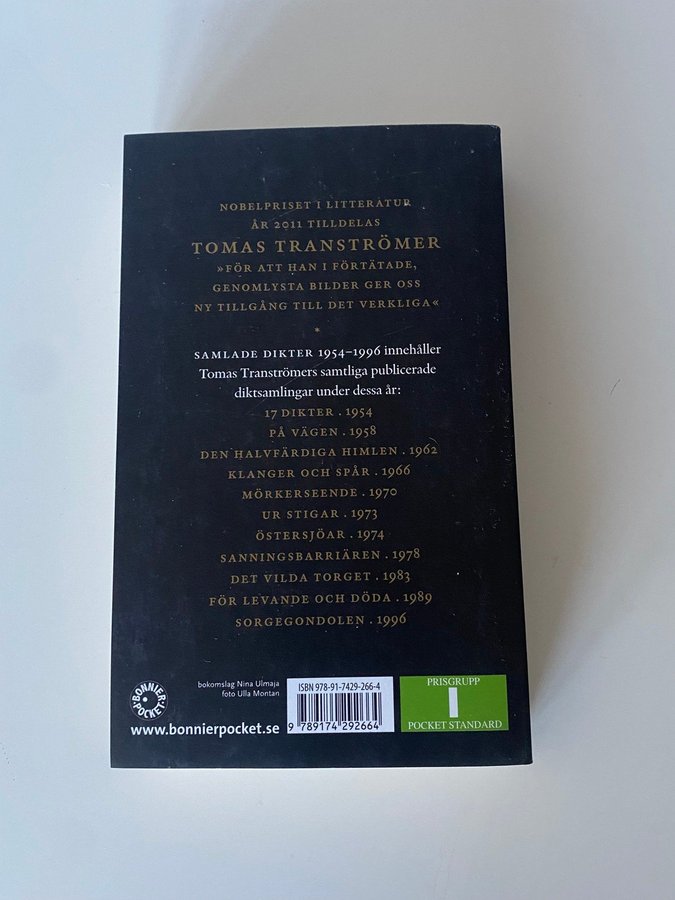 NOBELPRISET I LITTERATUR
ÅR 2011 TILLDELAS
TOMAS TRANSTRÖMER
»FÖR ATT HAN I FÖRTÄTADE,
GENOMLYSTA BILDER GER OSS
NY TILLGÅNG TILL DET VERKLIGA«
*
SAMLADE DIKTER 1954–1996 innehåller
Tomas Tranströmers samtliga publicerade
diktsamlingar under dessa år:
17 DIKTER . 1954
PÅ VÄGEN . 1958
DEN HALVFÄRDIGA HIMLEN . 1962
KLANGER OCH SPÅR . 1966
MÖRKERSEENDE . 1970
UR STIGAR . 1973
ÖSTERSJÖAR . 1974
SANNINGSBARRIÄREN . 1978
DET VILDA TORGET . 1983
FÖR LEVANDE OCH DÖDA . 1989
SORGEGONDOLEN . 1996
BONNIER POCKET
bokomslag Nina Ulmaja
foto Ulla Montan
www.bonnierpocket.se
ISBN 978-91-7429-266-4
9 789174 292664
PRISGRUPP
1
POCKET STANDARD